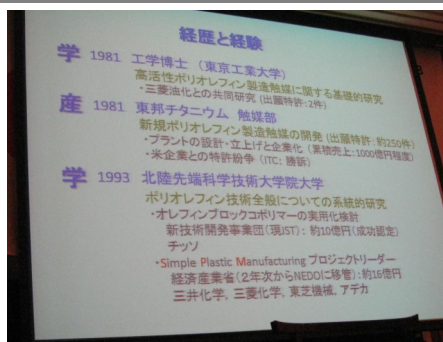 経歴と経験
学 1981 工学博士 （東京工業大学）
高活性ポリオレフィン製造触媒に関する基礎的研究
・三菱油化との共同研究 (出願特許：2件)
産 1981 東邦チタニウム 触媒部
新規ポリオレフィン製造触媒の開発 (出願特許：約250件)
・プラントの設計・立上げと企業化 (累積売上：1000億円程度)
・米企業との特許紛争 (ITC: 勝訴)
学 1993 北陸先端科学技術大学院大学
ポリオレフィン技術全般についての系統的研究
・オレフィンブロックコポリマーの実用化検討
新技術開発事業団(現JST)：約10億円(成功認定)
チッソ
・Simple Plastic Manufacturing プロジェクトリーダー
経済産業省(２年次からNEDOに移管)：約16億円
三井化学、三菱化学、東芝機械、アデカ